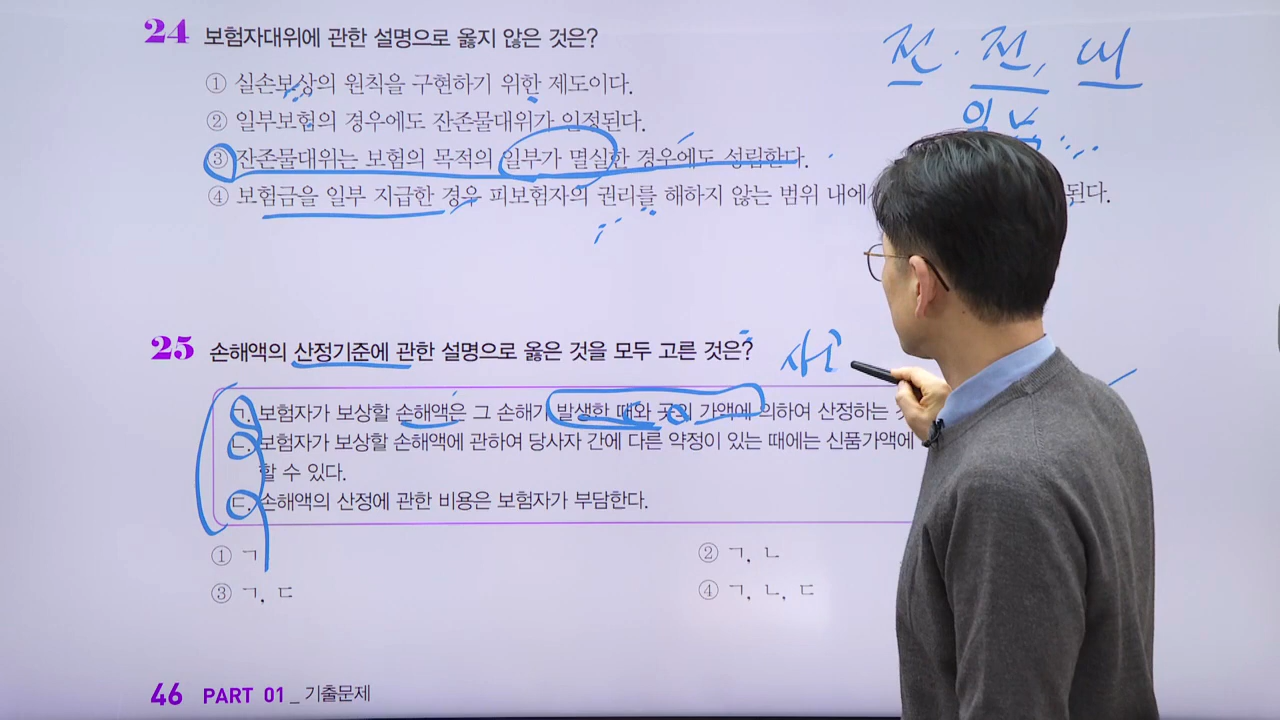 24 보험자대위에 관한 설명으로 옳지 않은 것은?
전 · 전, 대
① 실손보상의 원칙을 구현하기 위한 제도이다.
일부
② 일부보험의 경우에도 잔존물대위가 인정된다.
③ 잔존물대위는 보험의 목적의 일부가 멸실한 경우에도 성립한다.
④ 보험금을 일부 지급한 경우 피보험자의 권리를 해하지 않는 범위 내에 된다.
25 손해액의 산정기준에 관한 설명으로 옳은 것을 모두 고른 것은?
ㄱ. 보험자가 보상할 손해액은 그 손해가 발생한 때와 곳의 가액에 의하여 산정하는
ㄴ. 보험자가 보상할 손해액에 관하여 당사자 간에 다른 약정이 있는 때에는 신품가액에
할 수 있다.
ㄷ. 손해액의 산정에 관한 비용은 보험자가 부담한다.
① ㄱ
② ㄱ, ㄴ
③ ㄱ, ㄷ
④ ㄱ, ㄴ, ㄷ
46 PART 01 _ 기출문제